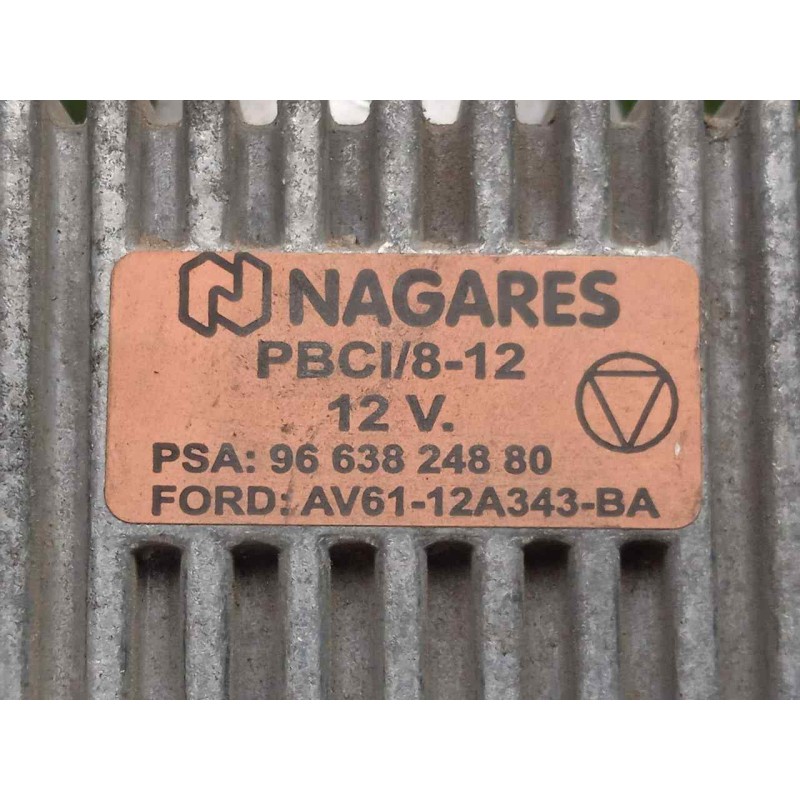 NAGARES
PBCI/8-12
12 V.
PSA: 96 638 248 80
FORD: AV61-12A343-BA